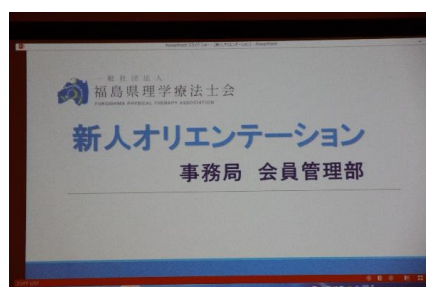 一般社団法人
福島県理学療法士会
FUKUSHIMA PHYSICAL THERAPY ASSOCIATION
新人オリエンテーション
事務局 会員管理部